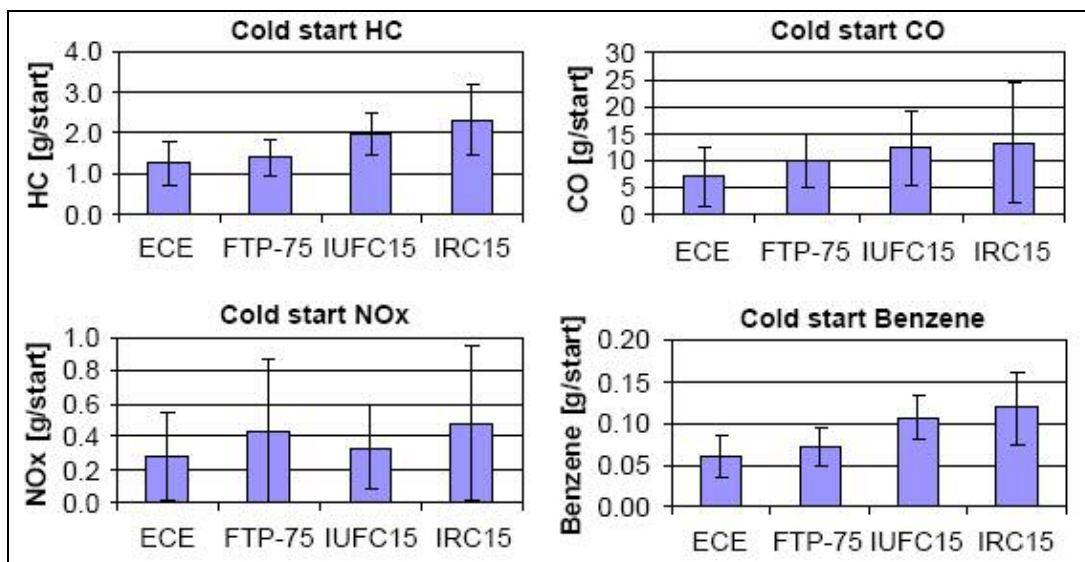 Cold start HC
HC [g/start]
4.0
3.0
2.0
1.0
0.0
ECE FTP-75 IUFC15 IRC15
Cold start CO
CO [g/start]
30
25
20
15
10
5
0
ECE FTP-75 IUFC15 IRC15
Cold start NOx
NOx [g/start]
1.0
0.8
0.6
0.4
0.2
0.0
ECE FTP-75 IUFC15 IRC15
Cold start Benzene
Benzene [g/start]
0.20
0.15
0.10
0.05
0.00
ECE FTP-75 IUFC15 IRC15